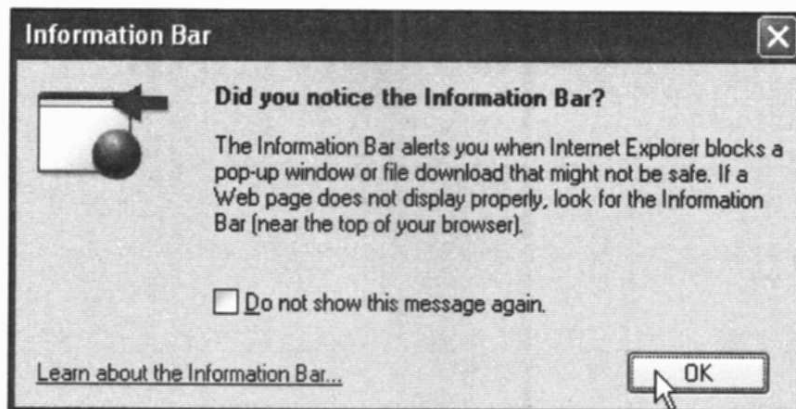 Information Bar
Did you notice the Information Bar?
The Information Bar alerts you when Internet Explorer blocks a
pop-up window or file download that might not be safe. If a
Web page does not display properly, look for the Information
Bar (near the top of your browser).
Do not show this message again.
Learn about the Information Bar...
OK